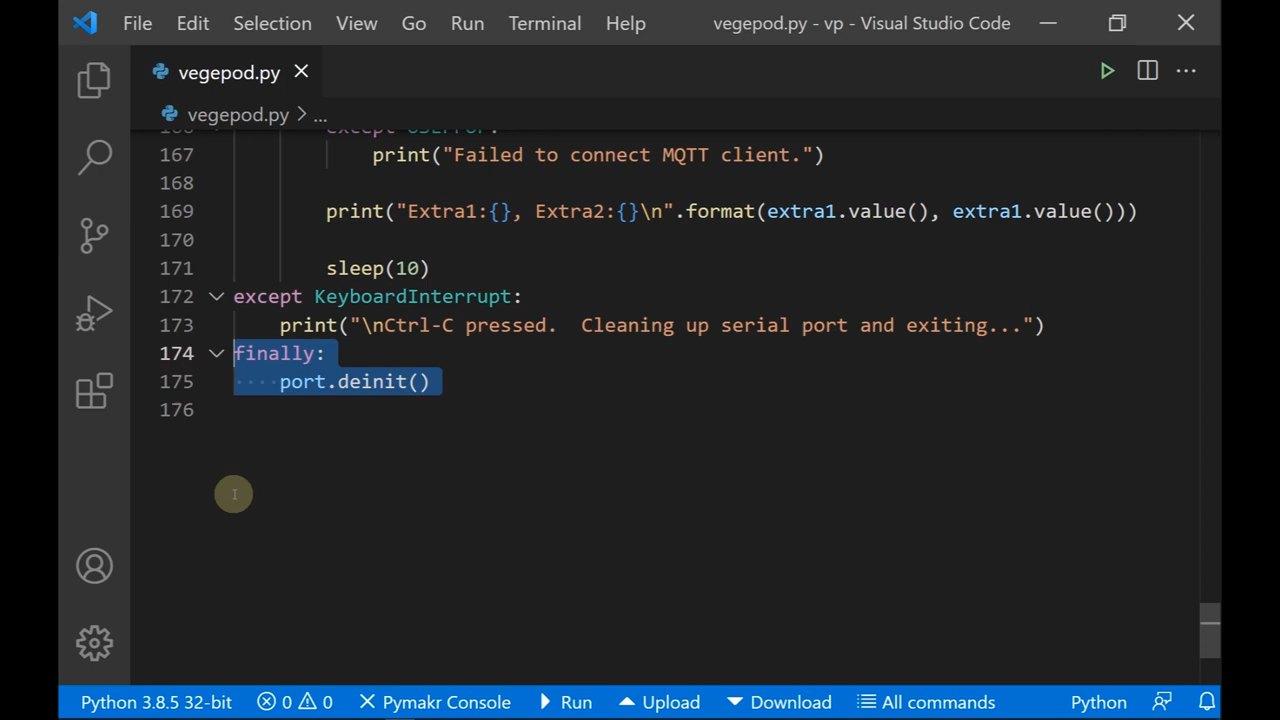 File Edit Selection View Go Run Terminal Help vegepod.py - vp - Visual Studio Code
vegepod.py
vegepod.py > ...
167 print("Failed to connect MQTT client.")
168
169 print("Extra1:{}, Extra2:{}\n".format(extra1.value(), extra1.value()))
170
171 sleep(10)
172 except KeyboardInterrupt:
173 print("\nCtrl-C pressed.  Cleaning up serial port and exiting...")
174 finally:
175 port.deinit()
176
Python 3.8.5 32-bit 0 0 Pymakr Console Run Upload Download All commands Python